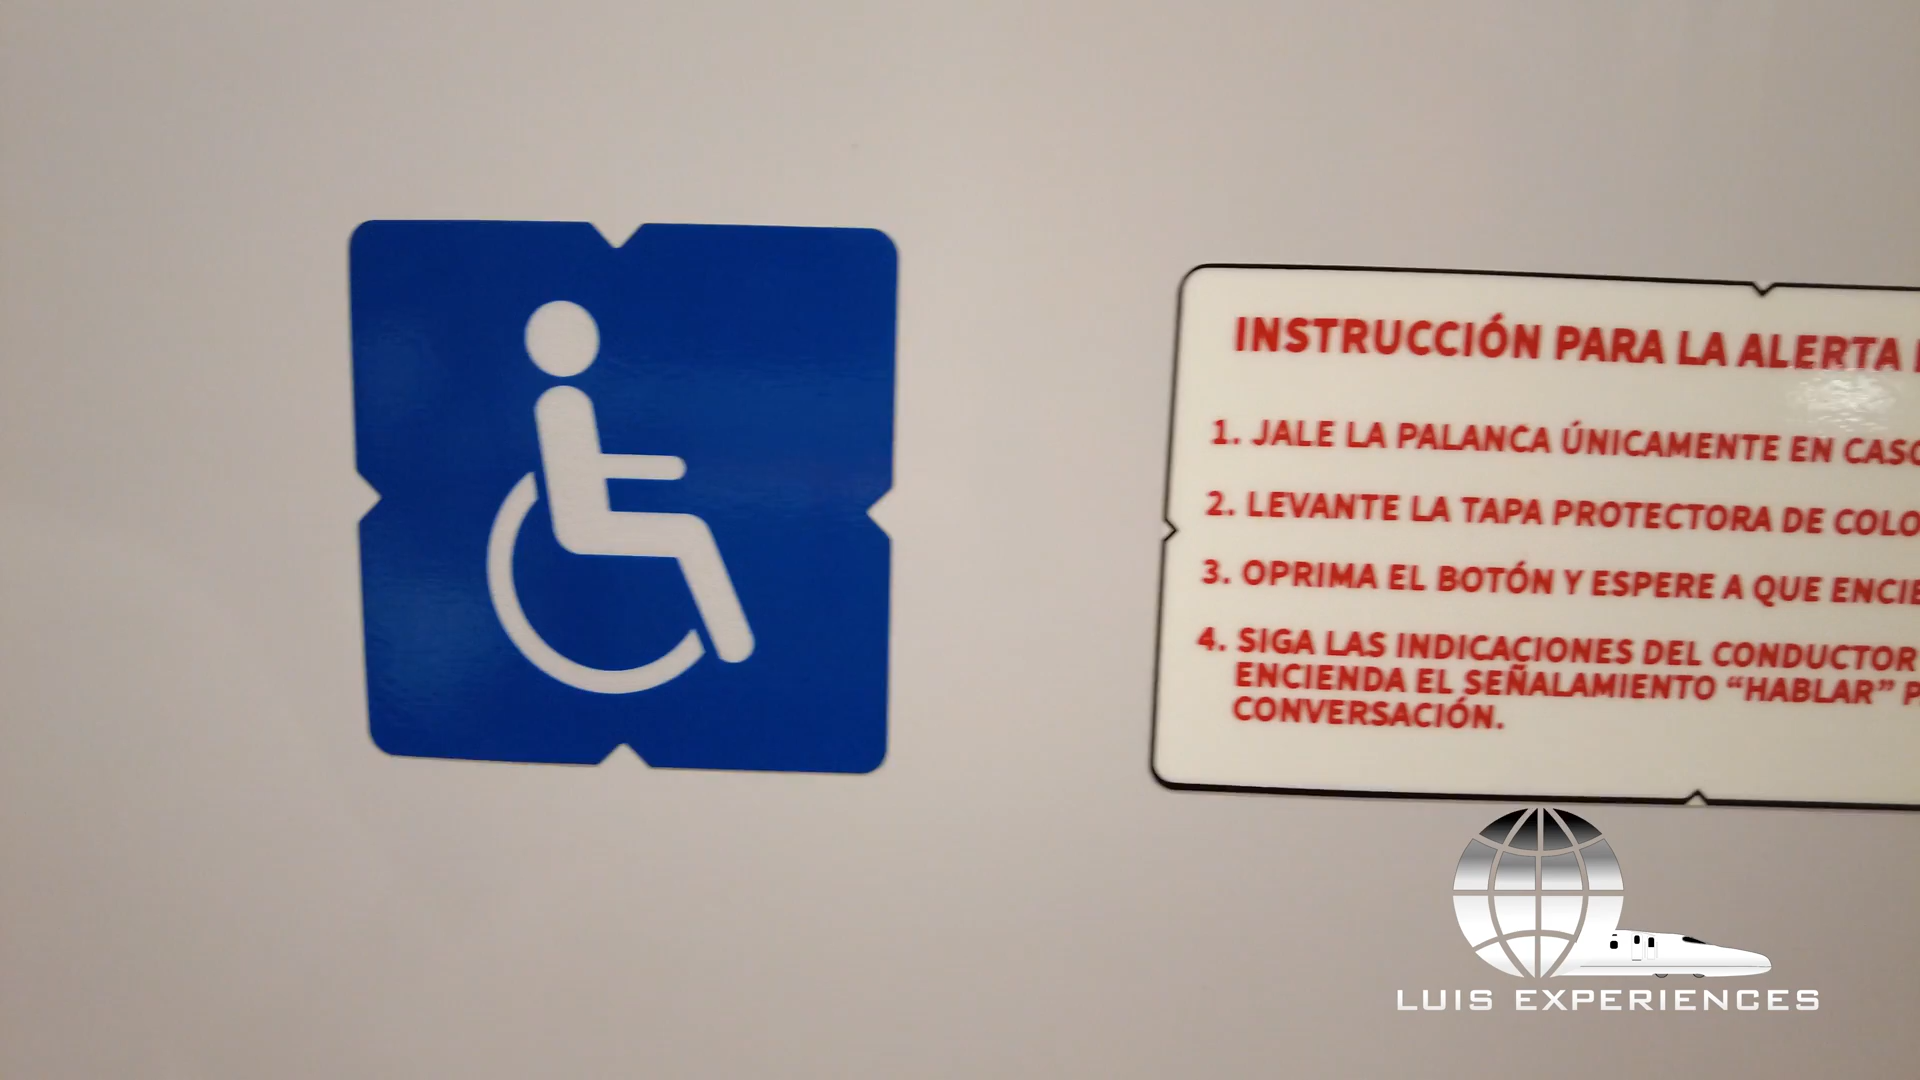 INSTRUCCIÓN PARA LA ALERTA
1. JALE LA PALANCA ÚNICAMENTE EN CASO
2. LEVANTE LA TAPA PROTECTORA DE
3. OPRIMA EL BOTÓN Y ESPERE A QUE
4. SIGA LAS INDICACIONES DEL CONDUCTOR
ENCIENDA EL SEÑALAMIENTO “HABLAR”
CONVERSACIÓN.
LUIS EXPERIENCES